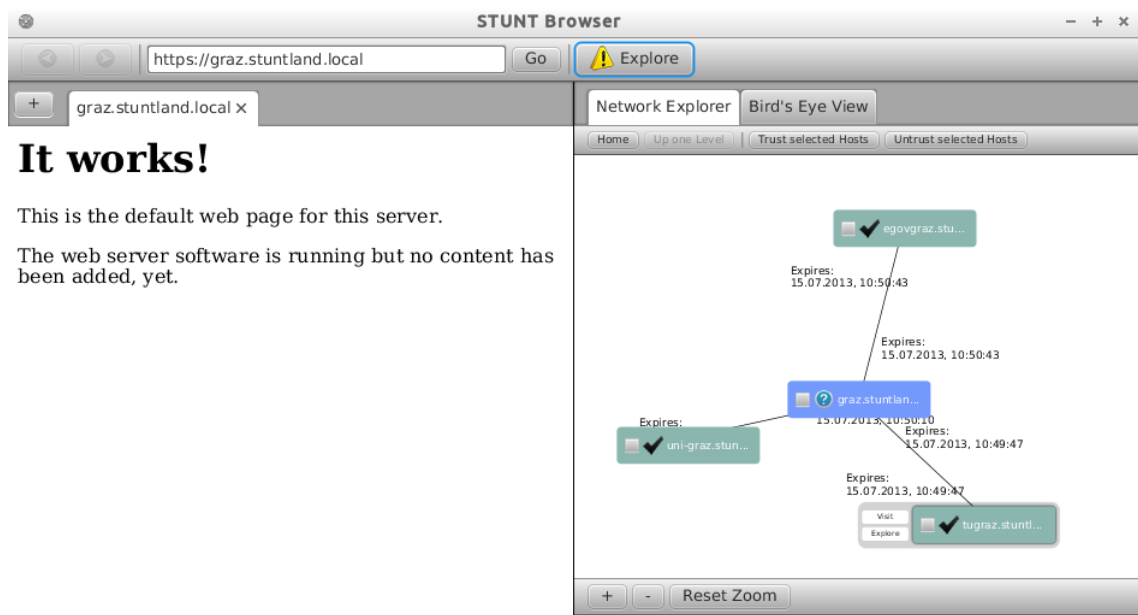 STUNT Browser
https://graz.stuntland.local
Go
Explore
+
graz.stuntland.local ×
It works!
This is the default web page for this server.
The web server software is running but no content has
been added, yet.
Network Explorer
Bird's Eye View
Home
Up one Level
Trust selected Hosts
Untrust selected Hosts
egovgraz.stu...
Expires:
15.07.2013, 10:50:43
Expires:
15.07.2013, 10:50:43
graz.stuntlan...
15.07.2013, 10:50:10
Expires:
uni-graz.stun...
Expires:
15.07.2013, 10:49:47
Expires:
15.07.2013, 10:49:47
Visit
Explore
tugraz.stuntl...
+
-
Reset Zoom